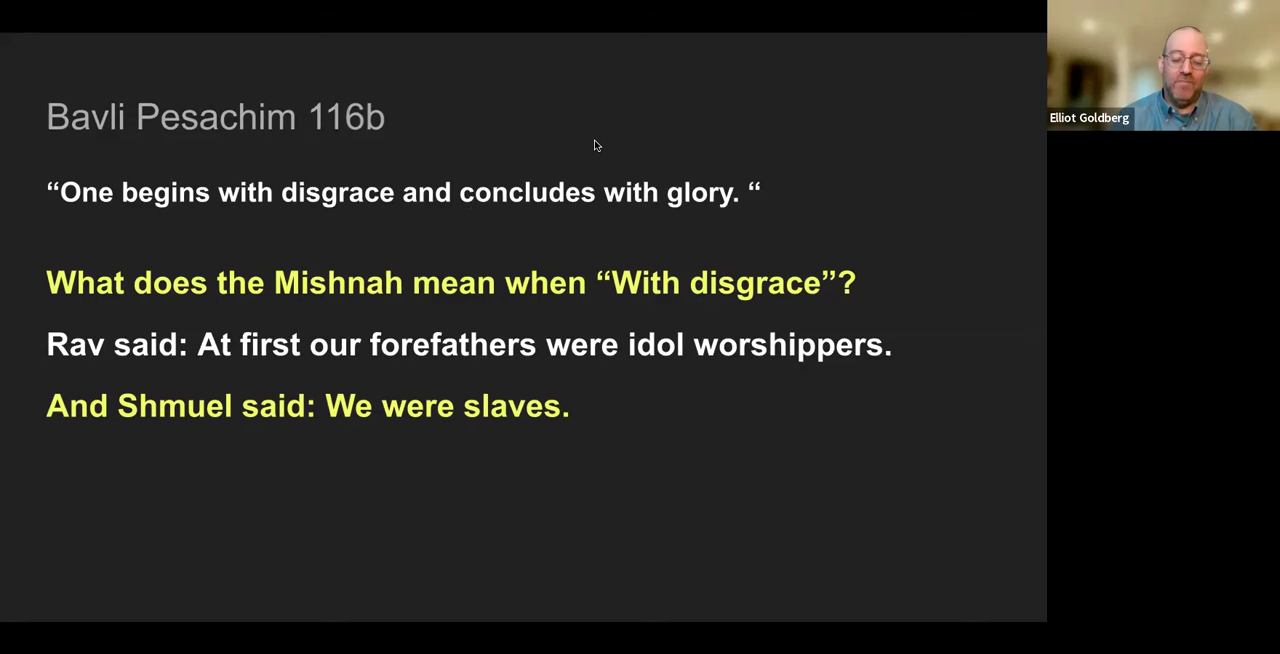 Bavli Pesachim 116b
“One begins with disgrace and concludes with glory. “
What does the Mishnah mean when “With disgrace”?
Rav said: At first our forefathers were idol worshippers.
And Shmuel said: We were slaves.
Elliot Goldberg